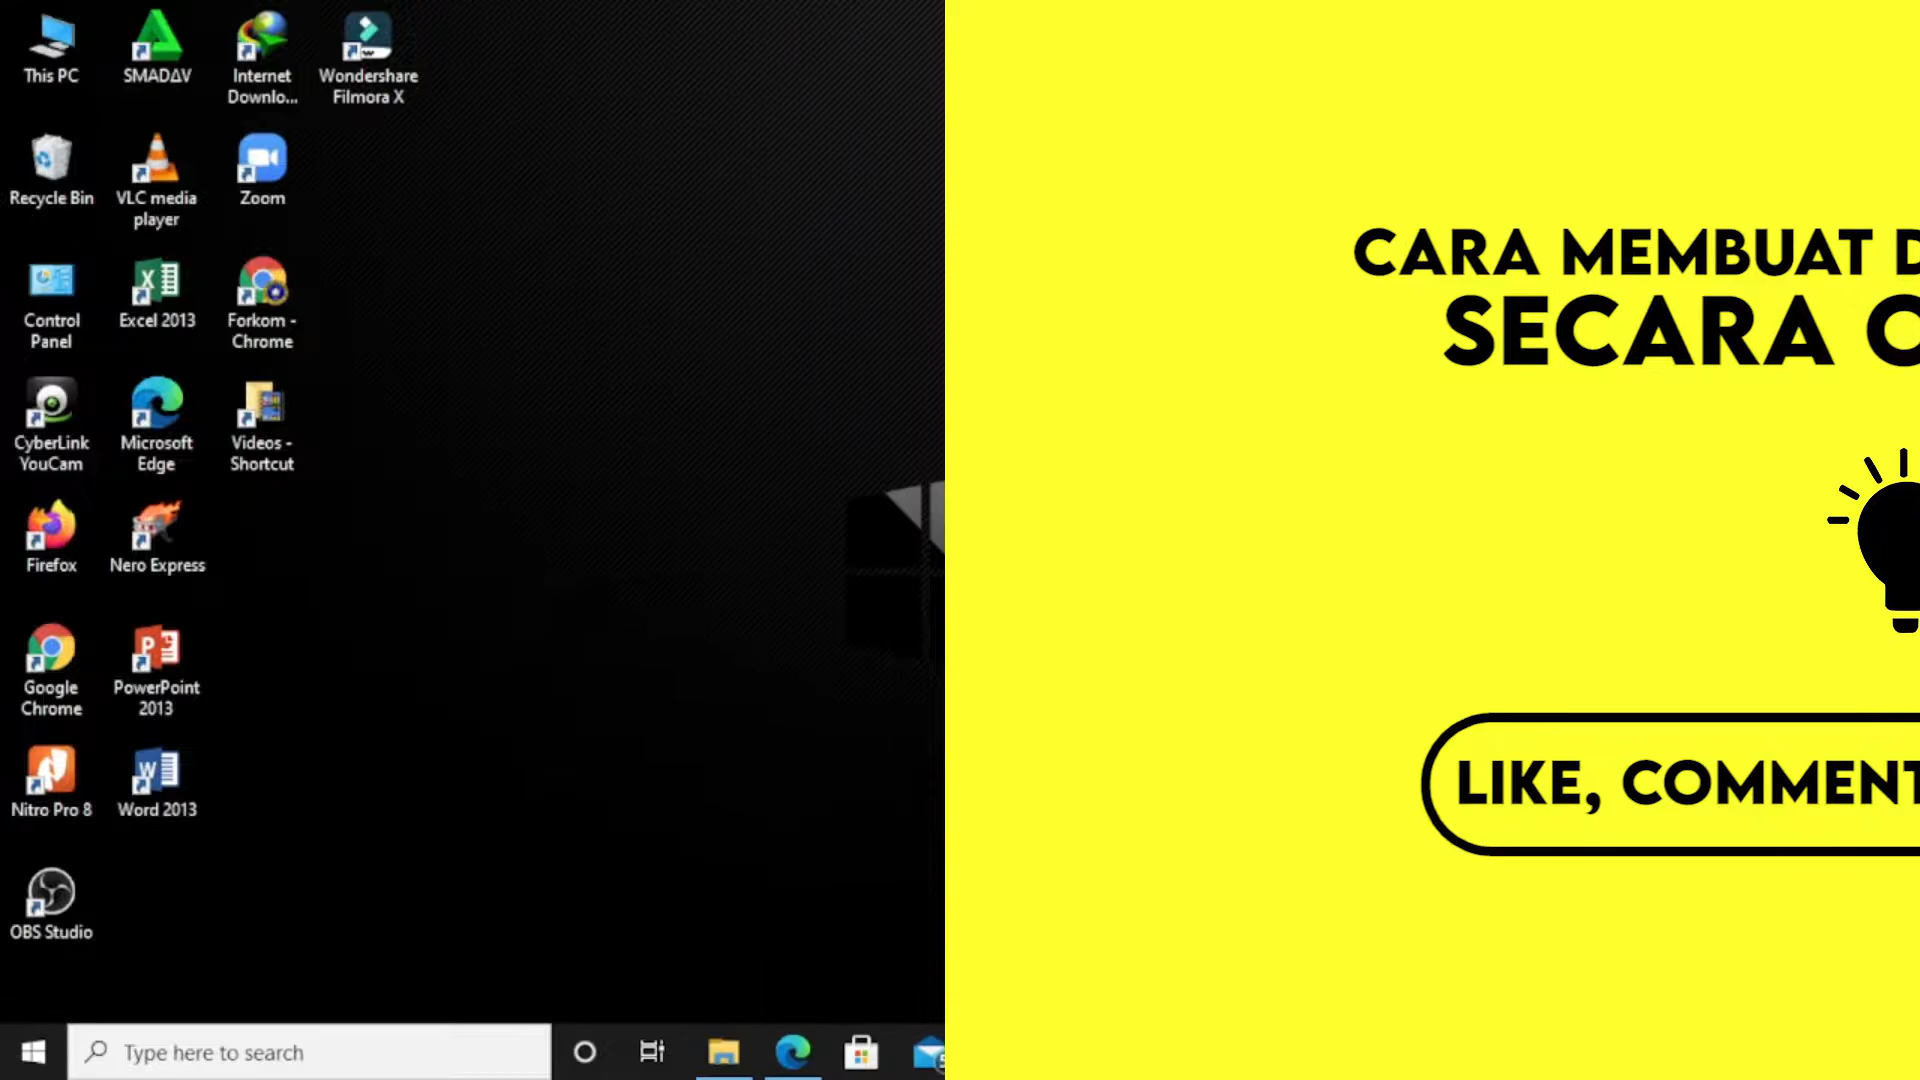 This PC
SMADΔV
Internet
Downlo...
Wondershare
Filmora X
Recycle Bin
VLC media
player
Zoom
Control
Panel
Excel 2013
Forkom -
Chrome
CyberLink
YouCam
Microsoft
Edge
Videos -
Shortcut
Firefox
Nero Express
Google
Chrome
PowerPoint
2013
Nitro Pro 8
Word 2013
OBS Studio
Type here to search
CARA MEMBUAT D
SECARA O
LIKE, COMMENT